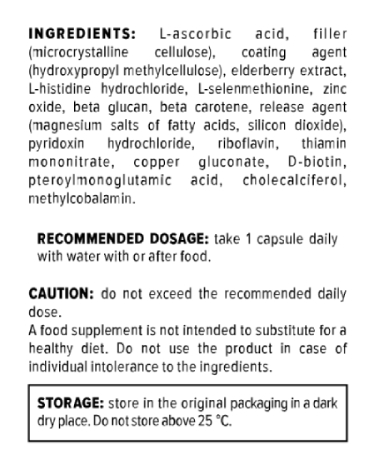 INGREDIENTS: L-ascorbic acid, filler
(microcrystalline cellulose), coating agent
(hydroxypropyl methylcellulose), elderberry extract,
L-histidine hydrochloride, L-selenmethionine, zinc
oxide, beta glucan, beta carotene, release agent
(magnesium salts of fatty acids, silicon dioxide),
pyridoxin hydrochloride, riboflavin, thiamin
mononitrate, copper gluconate, D-biotin,
pteroylmonoglutamic acid, cholecalciferol,
methylcobalamin.
RECOMMENDED DOSAGE: take 1 capsule daily
with water with or after food.
CAUTION: do not exceed the recommended daily
dose.
A food supplement is not intended to substitute for a
healthy diet. Do not use the product in case of
individual intolerance to the ingredients.
STORAGE: store in the original packaging in a dark
dry place. Do not store above 25 °C.